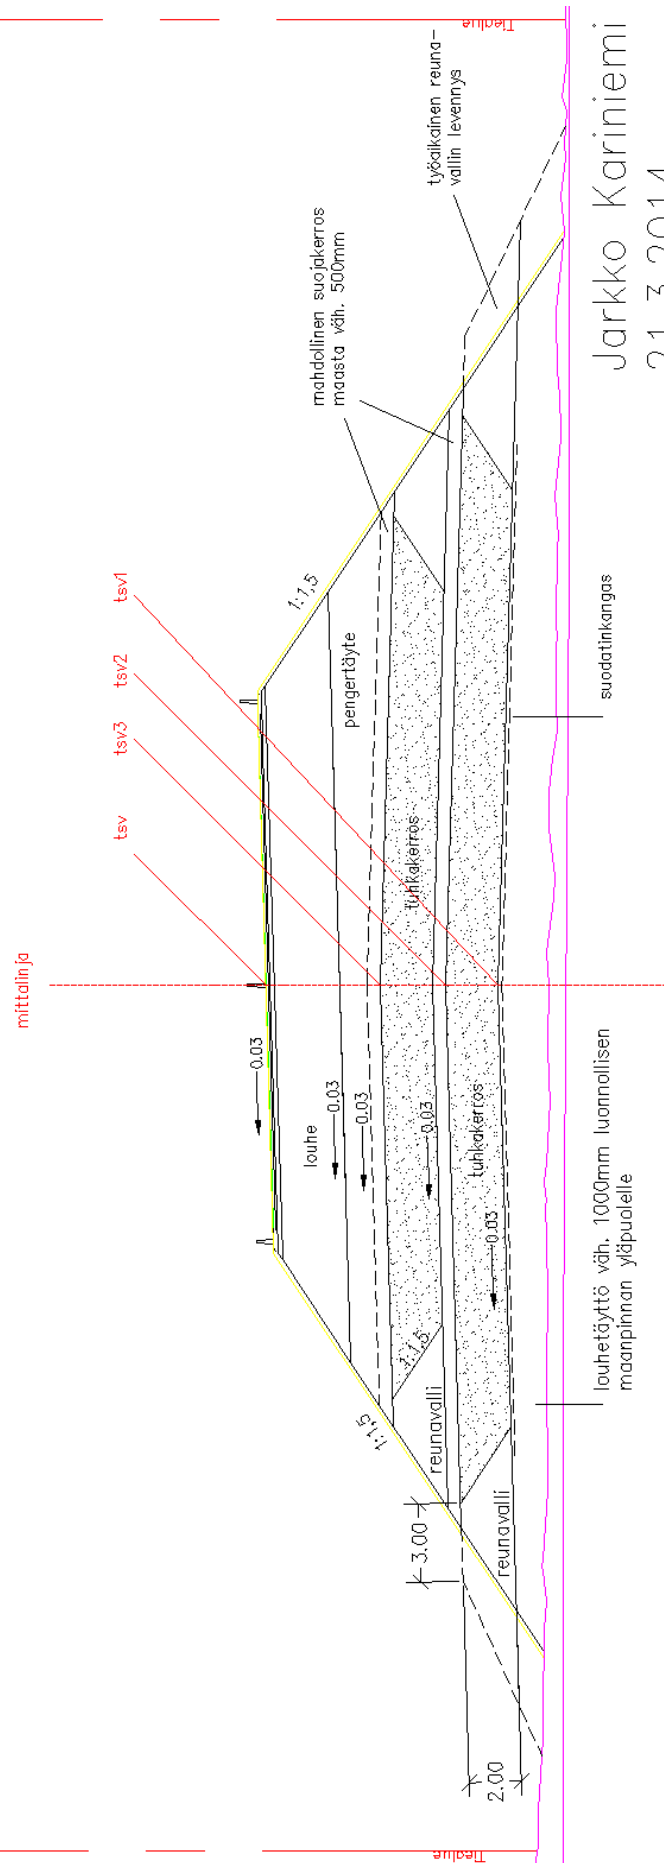 mittalinja
tsv
tsv3
tsv2
tsv1
Tiealue
Tiealue
0.03
louhe
0.03
0.03
1:1,5
pengertäyte
mahdollinen suojakerros
maasta väh. 500mm
työaikainen reuna-
vallin levennys
1:1,5
tuhkakerros
0.03
1:1,5
reunavalli
3.00
tuhkakerros
0.03
reunavalli
2.00
suodatinkangas
louhetäyttö väh. 1000mm luonnollisen
maanpinnan yläpuolelle
Jarkko Kariniemi
21.3.2014